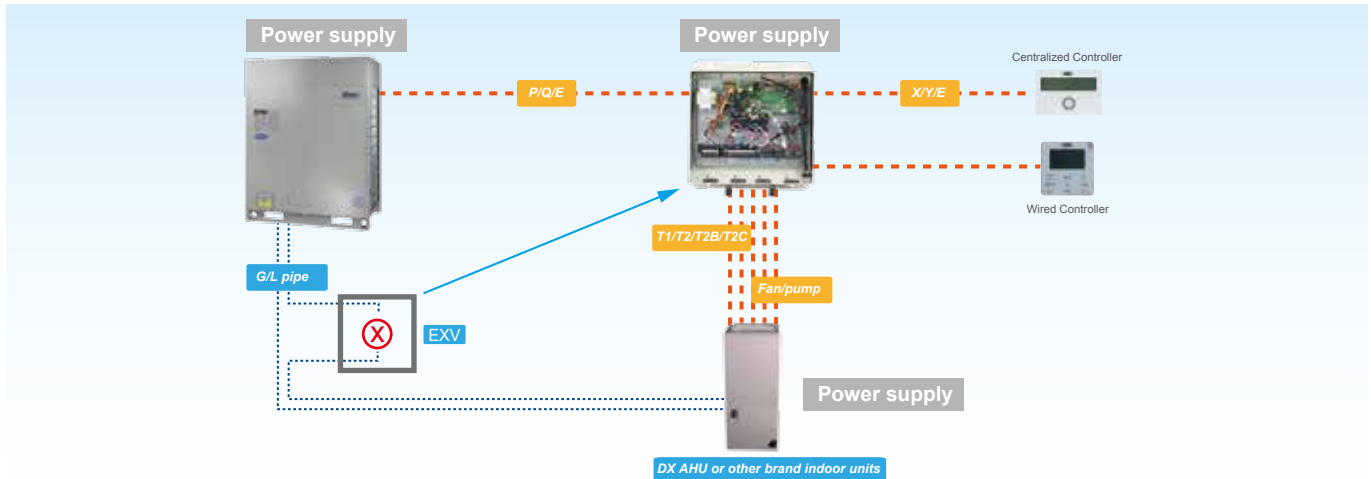 Power supply
Power supply
Centralized Controller
P/Q/E
X/Y/E
Wired Controller
T1/T2/T2B/T2C
G/L pipe
Fan/pump
X
EXV
Power supply
DX AHU or other brand indoor units